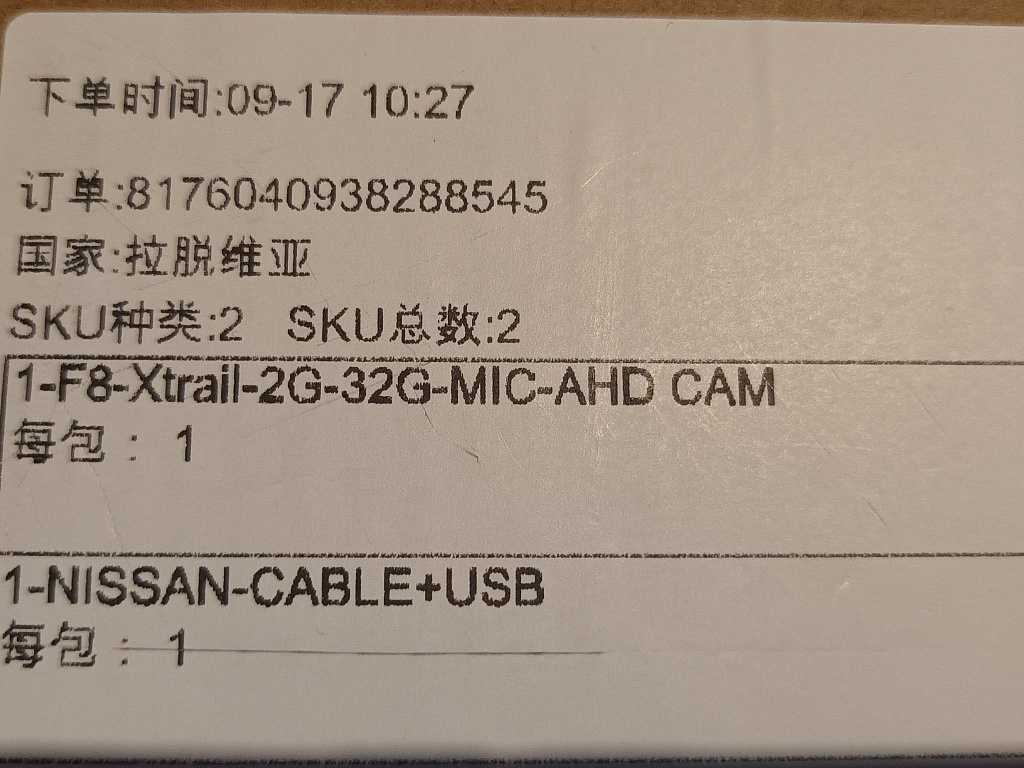 下单时间:09-17 10:27
订单:8176040938288545
国家:拉脱维亚
SKU种类:2 SKU总数:2
1-F8-Xtrail-2G-32G-MIC-AHD CAM
每包： 1
1-NISSAN-CABLE+USB
每包： 1